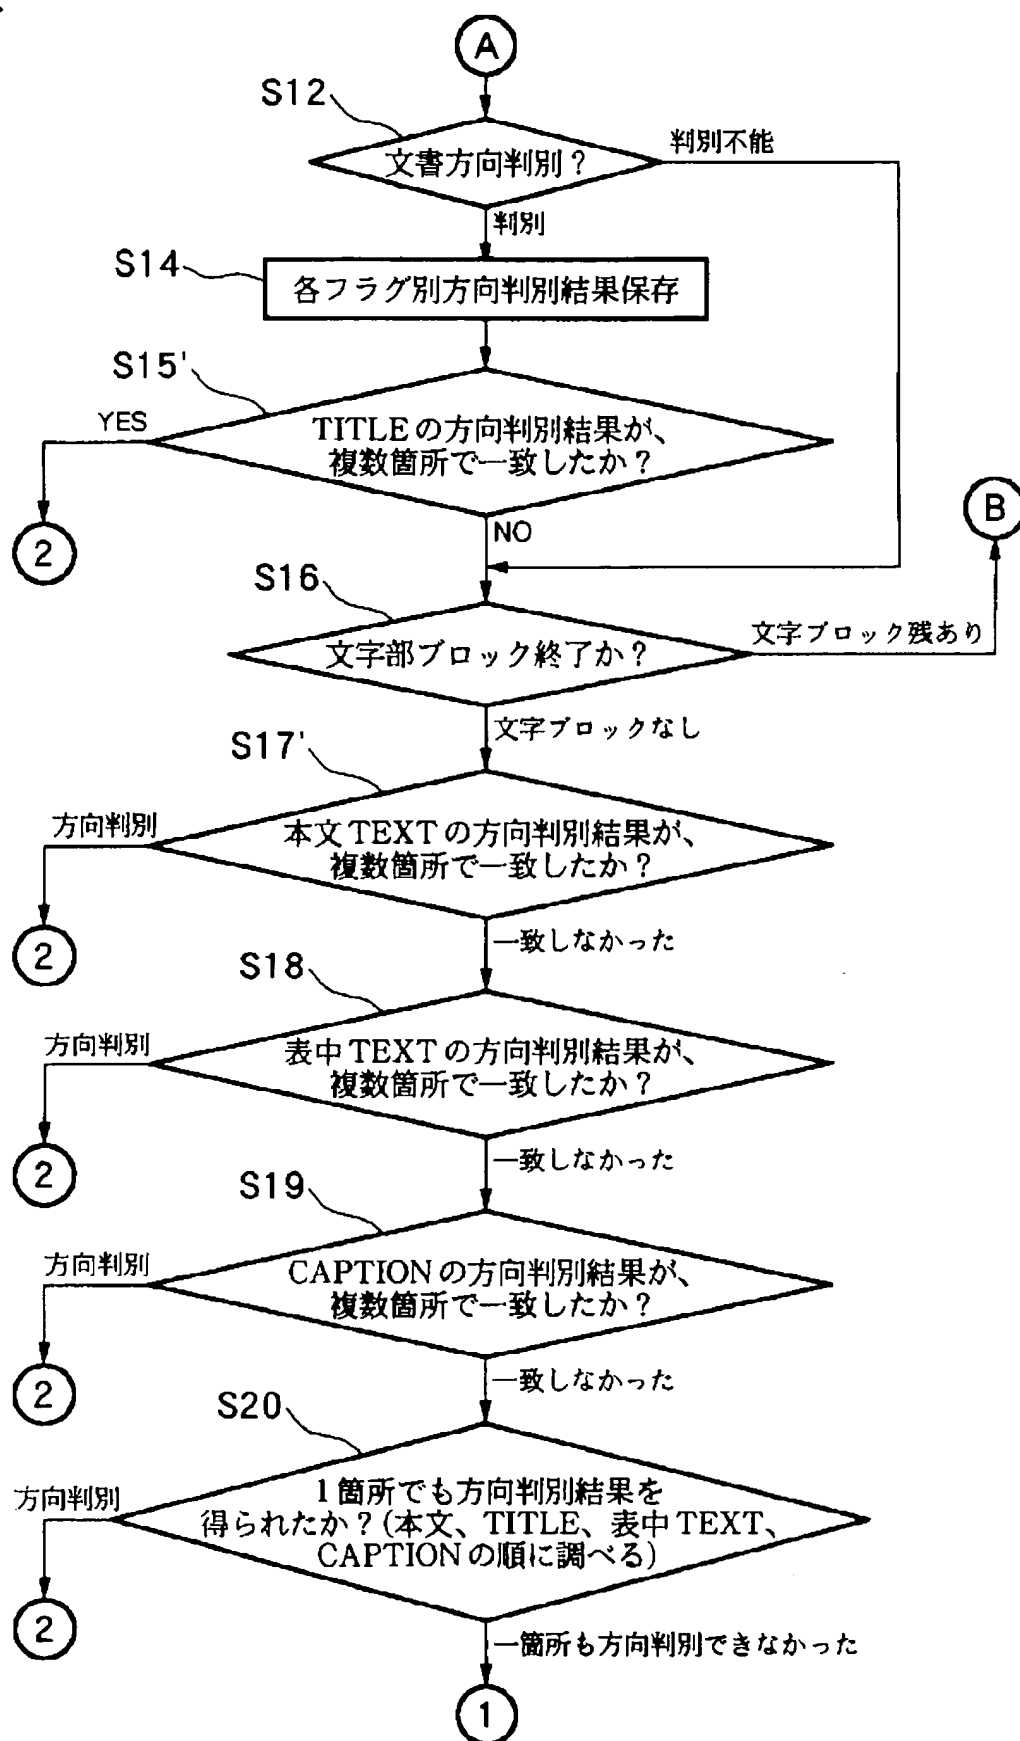 A
S12
文書方向判別？
判別不能
判別
S14
各フラグ別方向判別結果保存
S15'
YES
TITLEの方向判別結果が、
複数箇所で一致したか？
2
NO
B
S16
文字部ブロック終了か？
文字ブロック残あり
文字ブロックなし
S17'
方向判別
本文TEXTの方向判別結果が、
複数箇所で一致したか？
2
一致しなかった
S18
方向判別
表中TEXTの方向判別結果が、
複数箇所で一致したか？
2
一致しなかった
S19
方向判別
CAPTIONの方向判別結果が、
複数箇所で一致したか？
2
一致しなかった
S20
方向判別
1箇所でも方向判別結果を
得られたか？(本文、TITLE、表中TEXT、
CAPTIONの順に調べる)
2
一箇所も方向判別できなかった
1